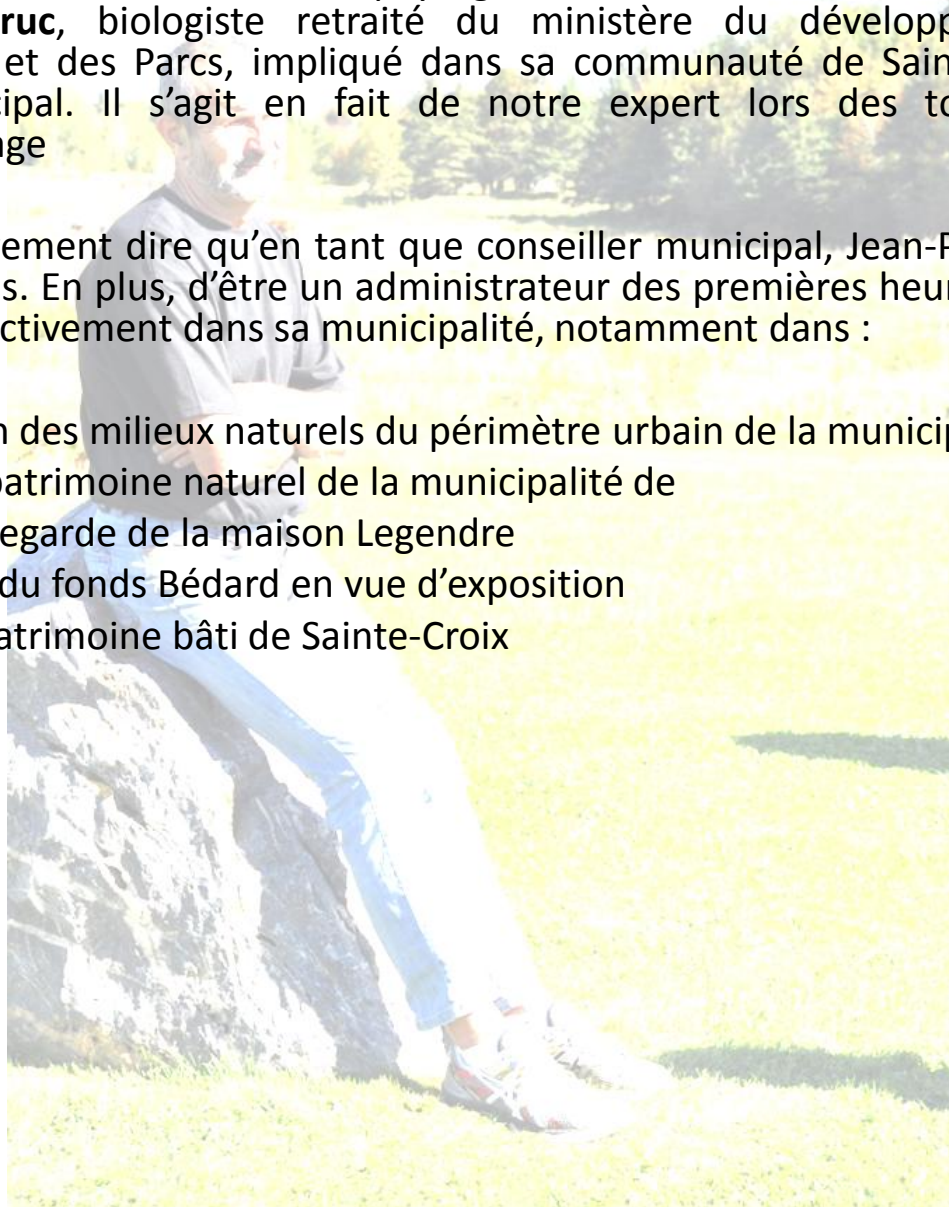 ruc, biologiste retraité du ministère du développ
et des Parcs, impliqué dans sa communauté de Sain
cipal. Il s’agit en fait de notre expert lors des to
ge
ement dire qu’en tant que conseiller municipal, Jean-P
s. En plus, d’être un administrateur des premières heur
ctivement dans sa municipalité, notamment dans :
n des milieux naturels du périmètre urbain de la municip
patrimoine naturel de la municipalité de
egarde de la maison Legendre
du fonds Bédard en vue d’exposition
atrimoine bâti de Sainte-Croix